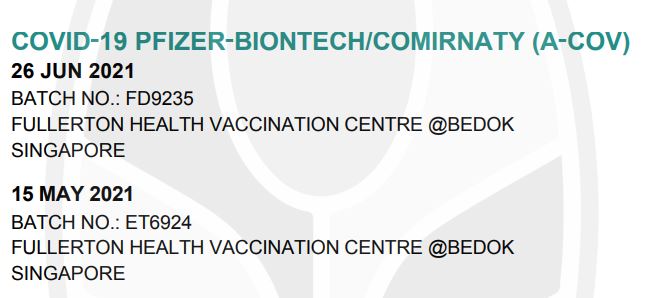 COVID-19 PFIZER-BIONTECH/COMIRNATY (A-COV)
26 JUN 2021
BATCH NO.: FD9235
FULLERTON HEALTH VACCINATION CENTRE @BEDOK
SINGAPORE
15 MAY 2021
BATCH NO.: ET6924
FULLERTON HEALTH VACCINATION CENTRE @BEDOK
SINGAPORE